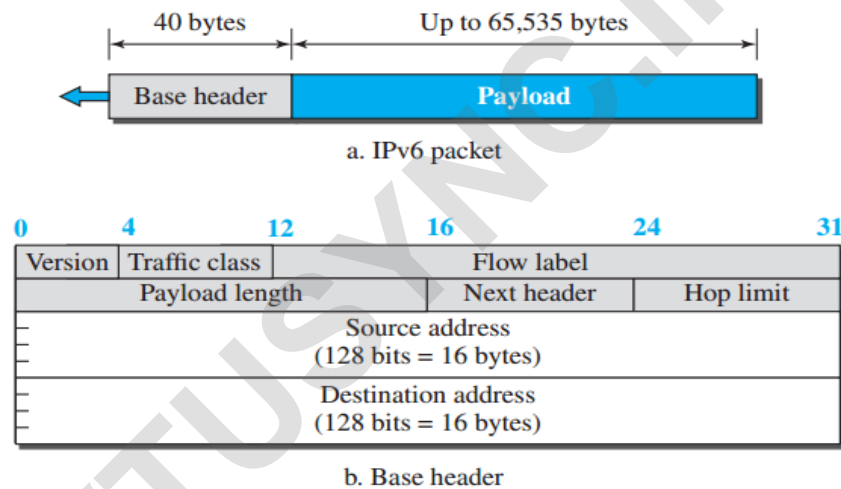 40 bytes Up to 65,535 bytes
Base header Payload
a. IPv6 packet
0 4 12 16 24 31
Version Traffic class Flow label
Payload length Next header Hop limit
Source address
(128 bits = 16 bytes)
Destination address
(128 bits = 16 bytes)
b. Base header